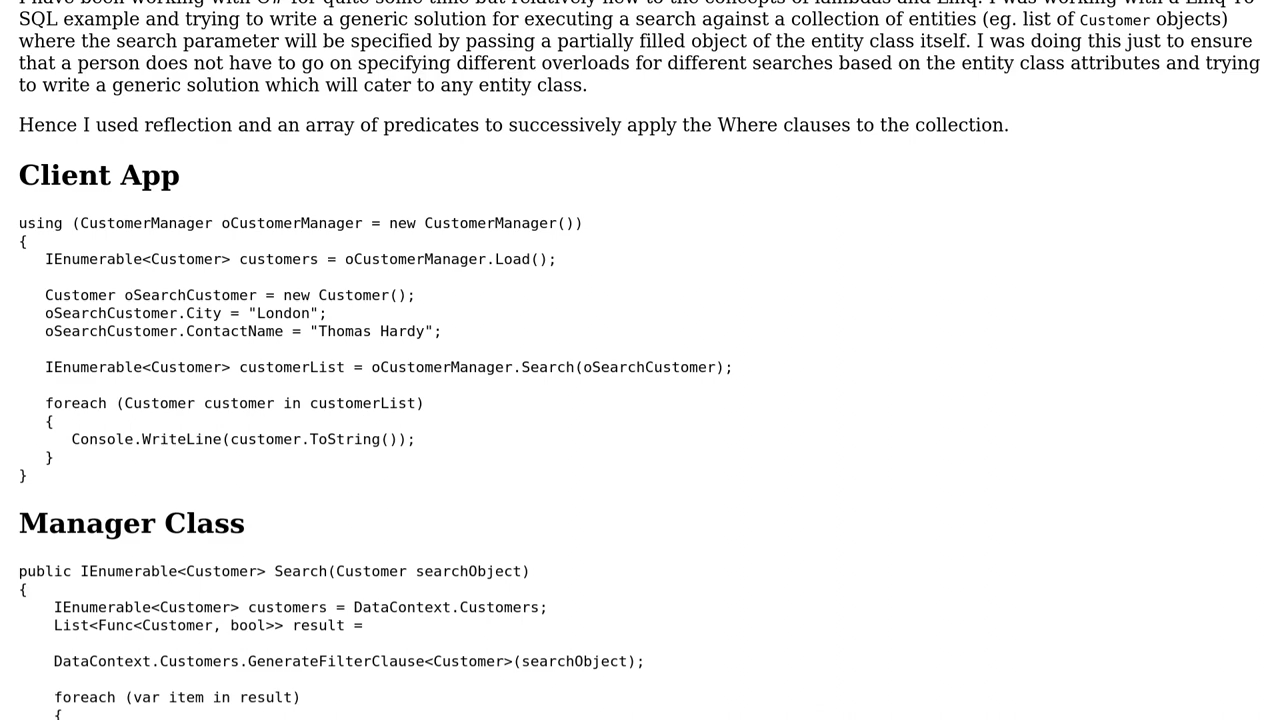 SQL example and trying to write a generic solution for executing a search against a collection of entities (eg. list of Customer objects)
where the search parameter will be specified by passing a partially filled object of the entity class itself. I was doing this just to ensure
that a person does not have to go on specifying different overloads for different searches based on the entity class attributes and trying
to write a generic solution which will cater to any entity class.
Hence I used reflection and an array of predicates to successively apply the Where clauses to the collection.
Client App
using (CustomerManager oCustomerManager = new CustomerManager())
{
   IEnumerable<Customer> customers = oCustomerManager.Load();
   Customer oSearchCustomer = new Customer();
   oSearchCustomer.City = "London";
   oSearchCustomer.ContactName = "Thomas Hardy";
   IEnumerable<Customer> customerList = oCustomerManager.Search(oSearchCustomer);
   foreach (Customer customer in customerList)
   {
      Console.WriteLine(customer.ToString());
   }
}
Manager Class
public IEnumerable<Customer> Search(Customer searchObject)
{
    IEnumerable<Customer> customers = DataContext.Customers;
    List<Func<Customer, bool>> result =
    DataContext.Customers.GenerateFilterClause<Customer>(searchObject);
    foreach (var item in result)
    {